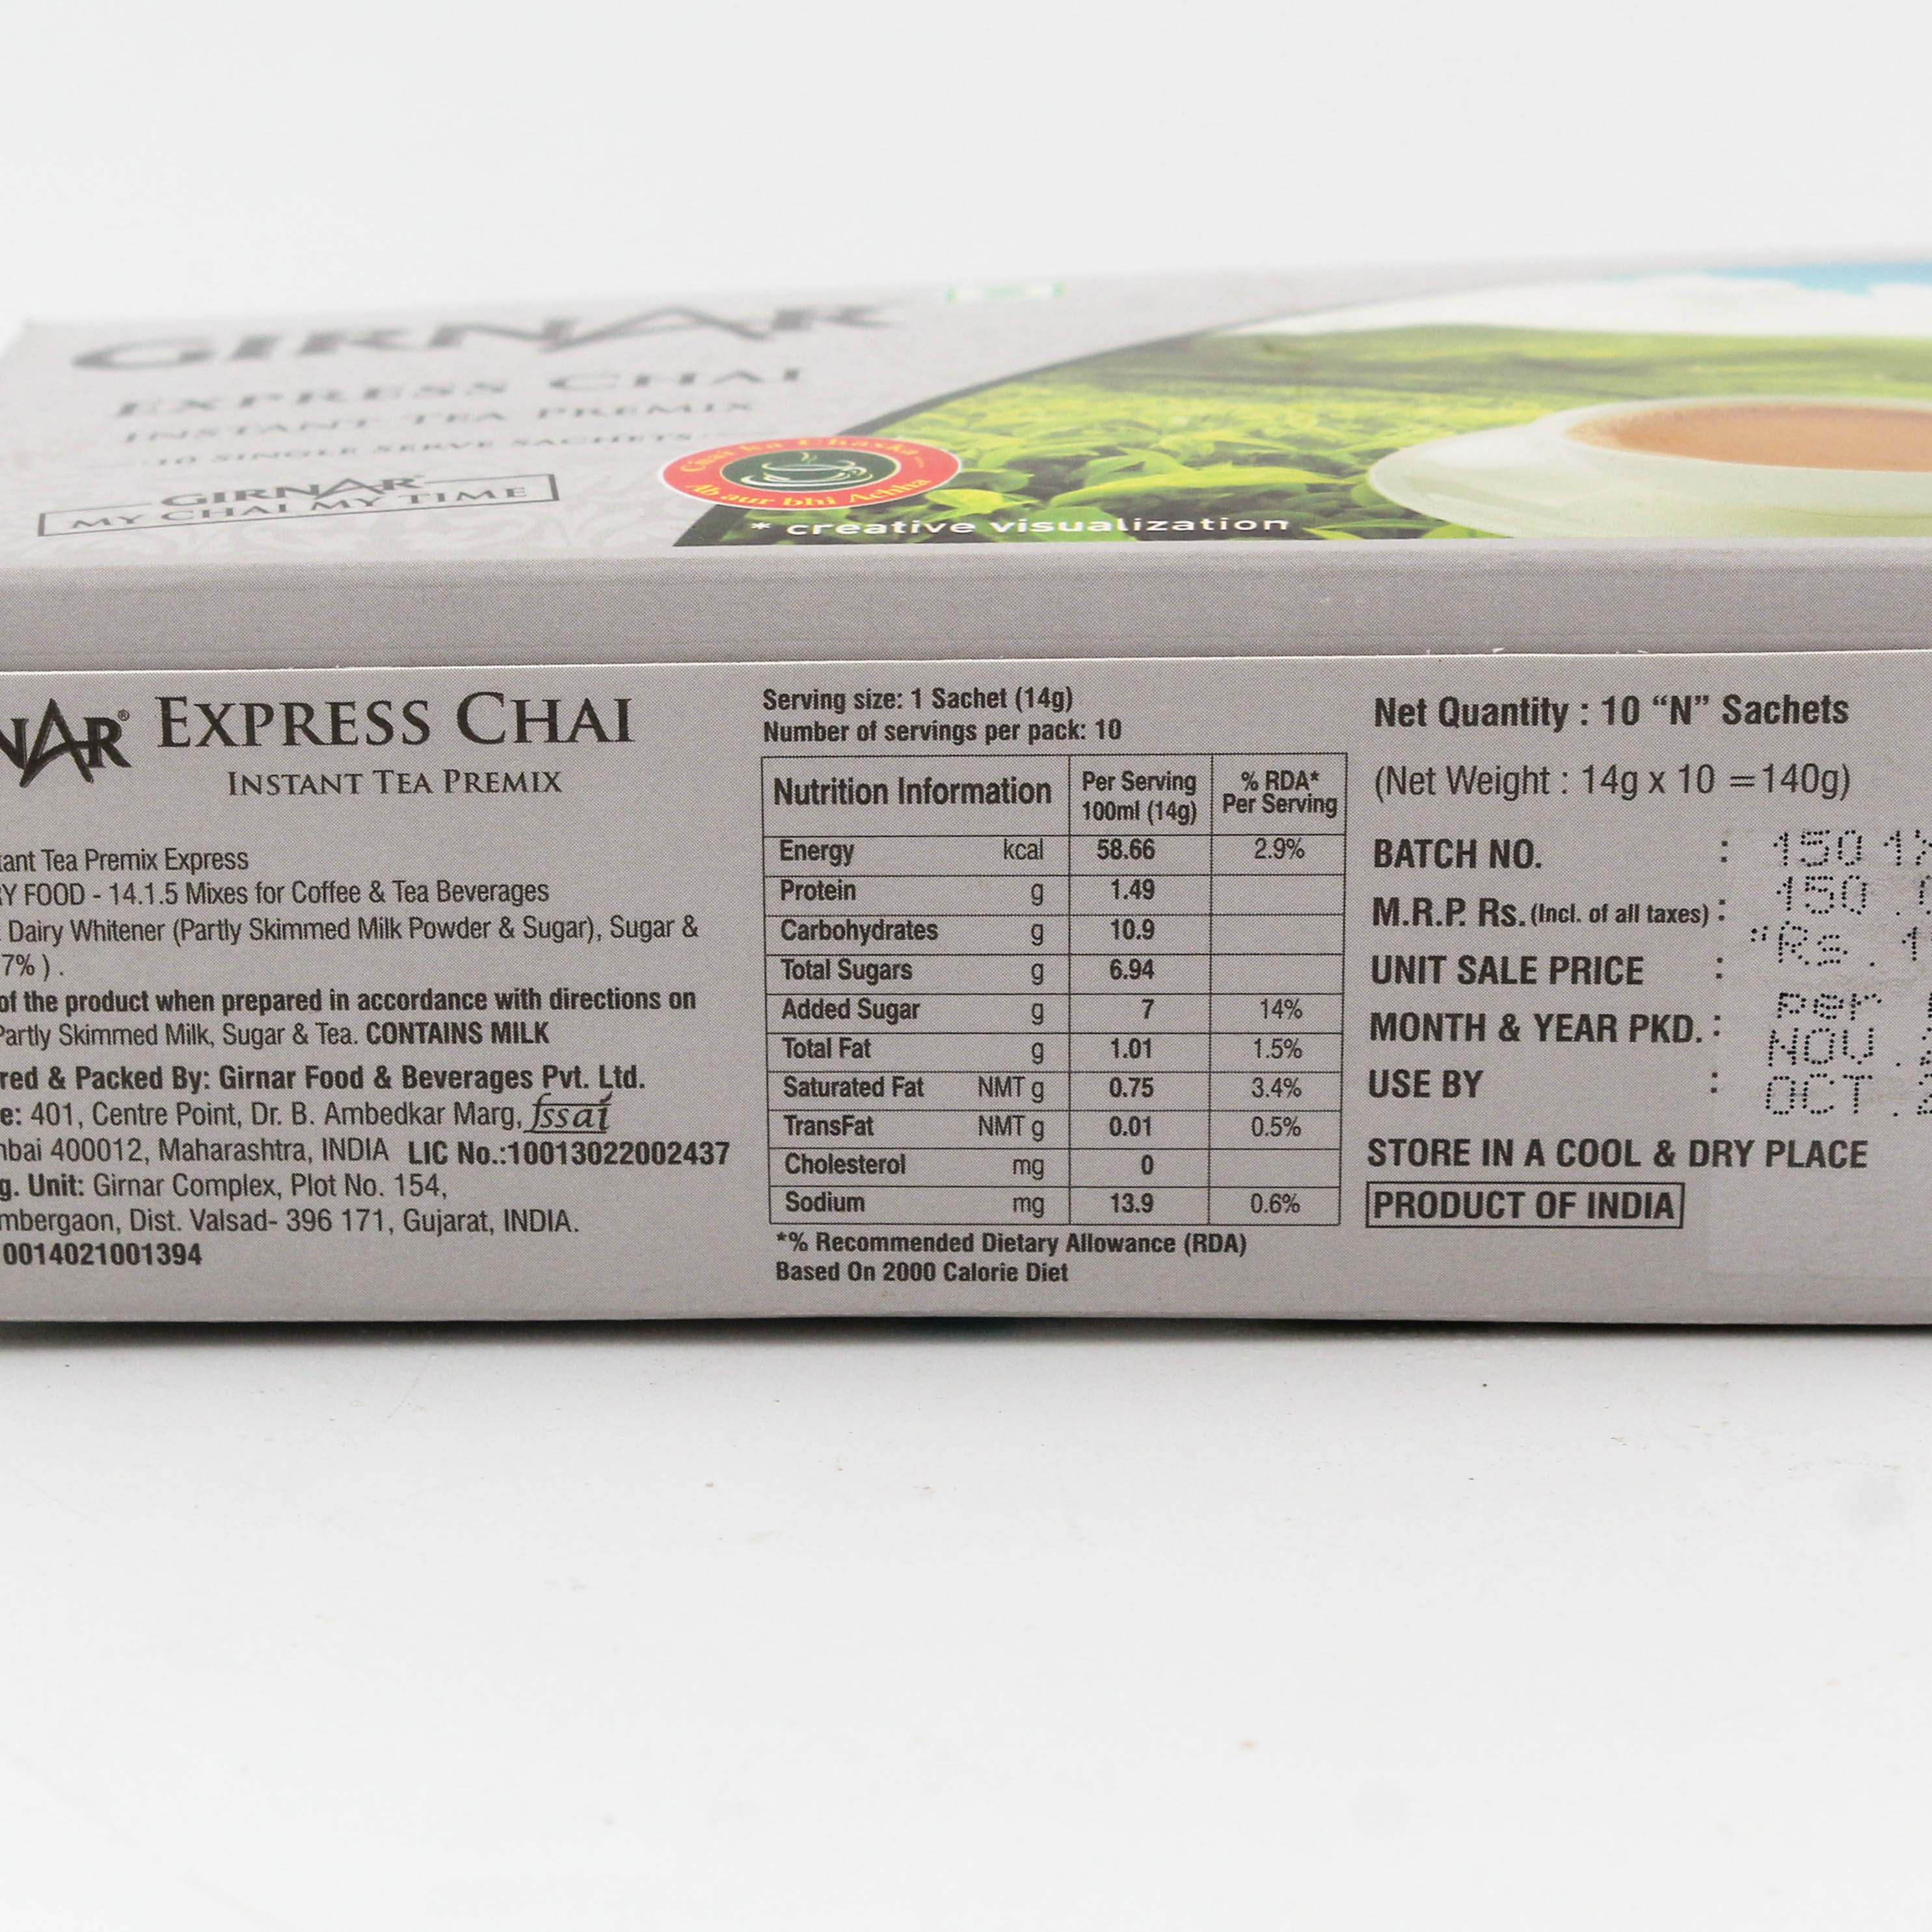 GIRNAR
EXPRESS CHAI
INSTANT TEA PREMIX
10 SINGLE SERVE SACHETS
GIRNAR
MY CHAI MY TIME
Chai ka Chaska...
Ab aur bhi Achha
* creative visualization
NAR® EXPRESS CHAI
INSTANT TEA PREMIX
tant Tea Premix Express
Y FOOD - 14.1.5 Mixes for Coffee & Tea Beverages
Dairy Whitener (Partly Skimmed Milk Powder & Sugar), Sugar &
7% ) .
of the product when prepared in accordance with directions on
Partly Skimmed Milk, Sugar & Tea. CONTAINS MILK
red & Packed By: Girnar Food & Beverages Pvt. Ltd.
e: 401, Centre Point, Dr. B. Ambedkar Marg, fssai
nbai 400012, Maharashtra, INDIA LIC No.:10013022002437
g. Unit: Girnar Complex, Plot No. 154,
mbergaon, Dist. Valsad- 396 171, Gujarat, INDIA.
0014021001394
Serving size: 1 Sachet (14g)
Number of servings per pack: 10
Nutrition Information Per Serving 100ml (14g) % RDA* Per Serving
Energy kcal 58.66 2.9%
Protein g 1.49
Carbohydrates g 10.9
Total Sugars g 6.94
Added Sugar g 7 14%
Total Fat g 1.01 1.5%
Saturated Fat NMT g 0.75 3.4%
TransFat NMT g 0.01 0.5%
Cholesterol mg 0
Sodium mg 13.9 0.6%
*% Recommended Dietary Allowance (RDA)
Based On 2000 Calorie Diet
Net Quantity : 10 “N” Sachets
(Net Weight : 14g x 10 =140g)
BATCH NO. : 150
M.R.P. Rs. (Incl. of all taxes) : 150 .
UNIT SALE PRICE : "Rs.
per
MONTH & YEAR PKD. : NOV .
USE BY : OCT .
STORE IN A COOL & DRY PLACE
PRODUCT OF INDIA